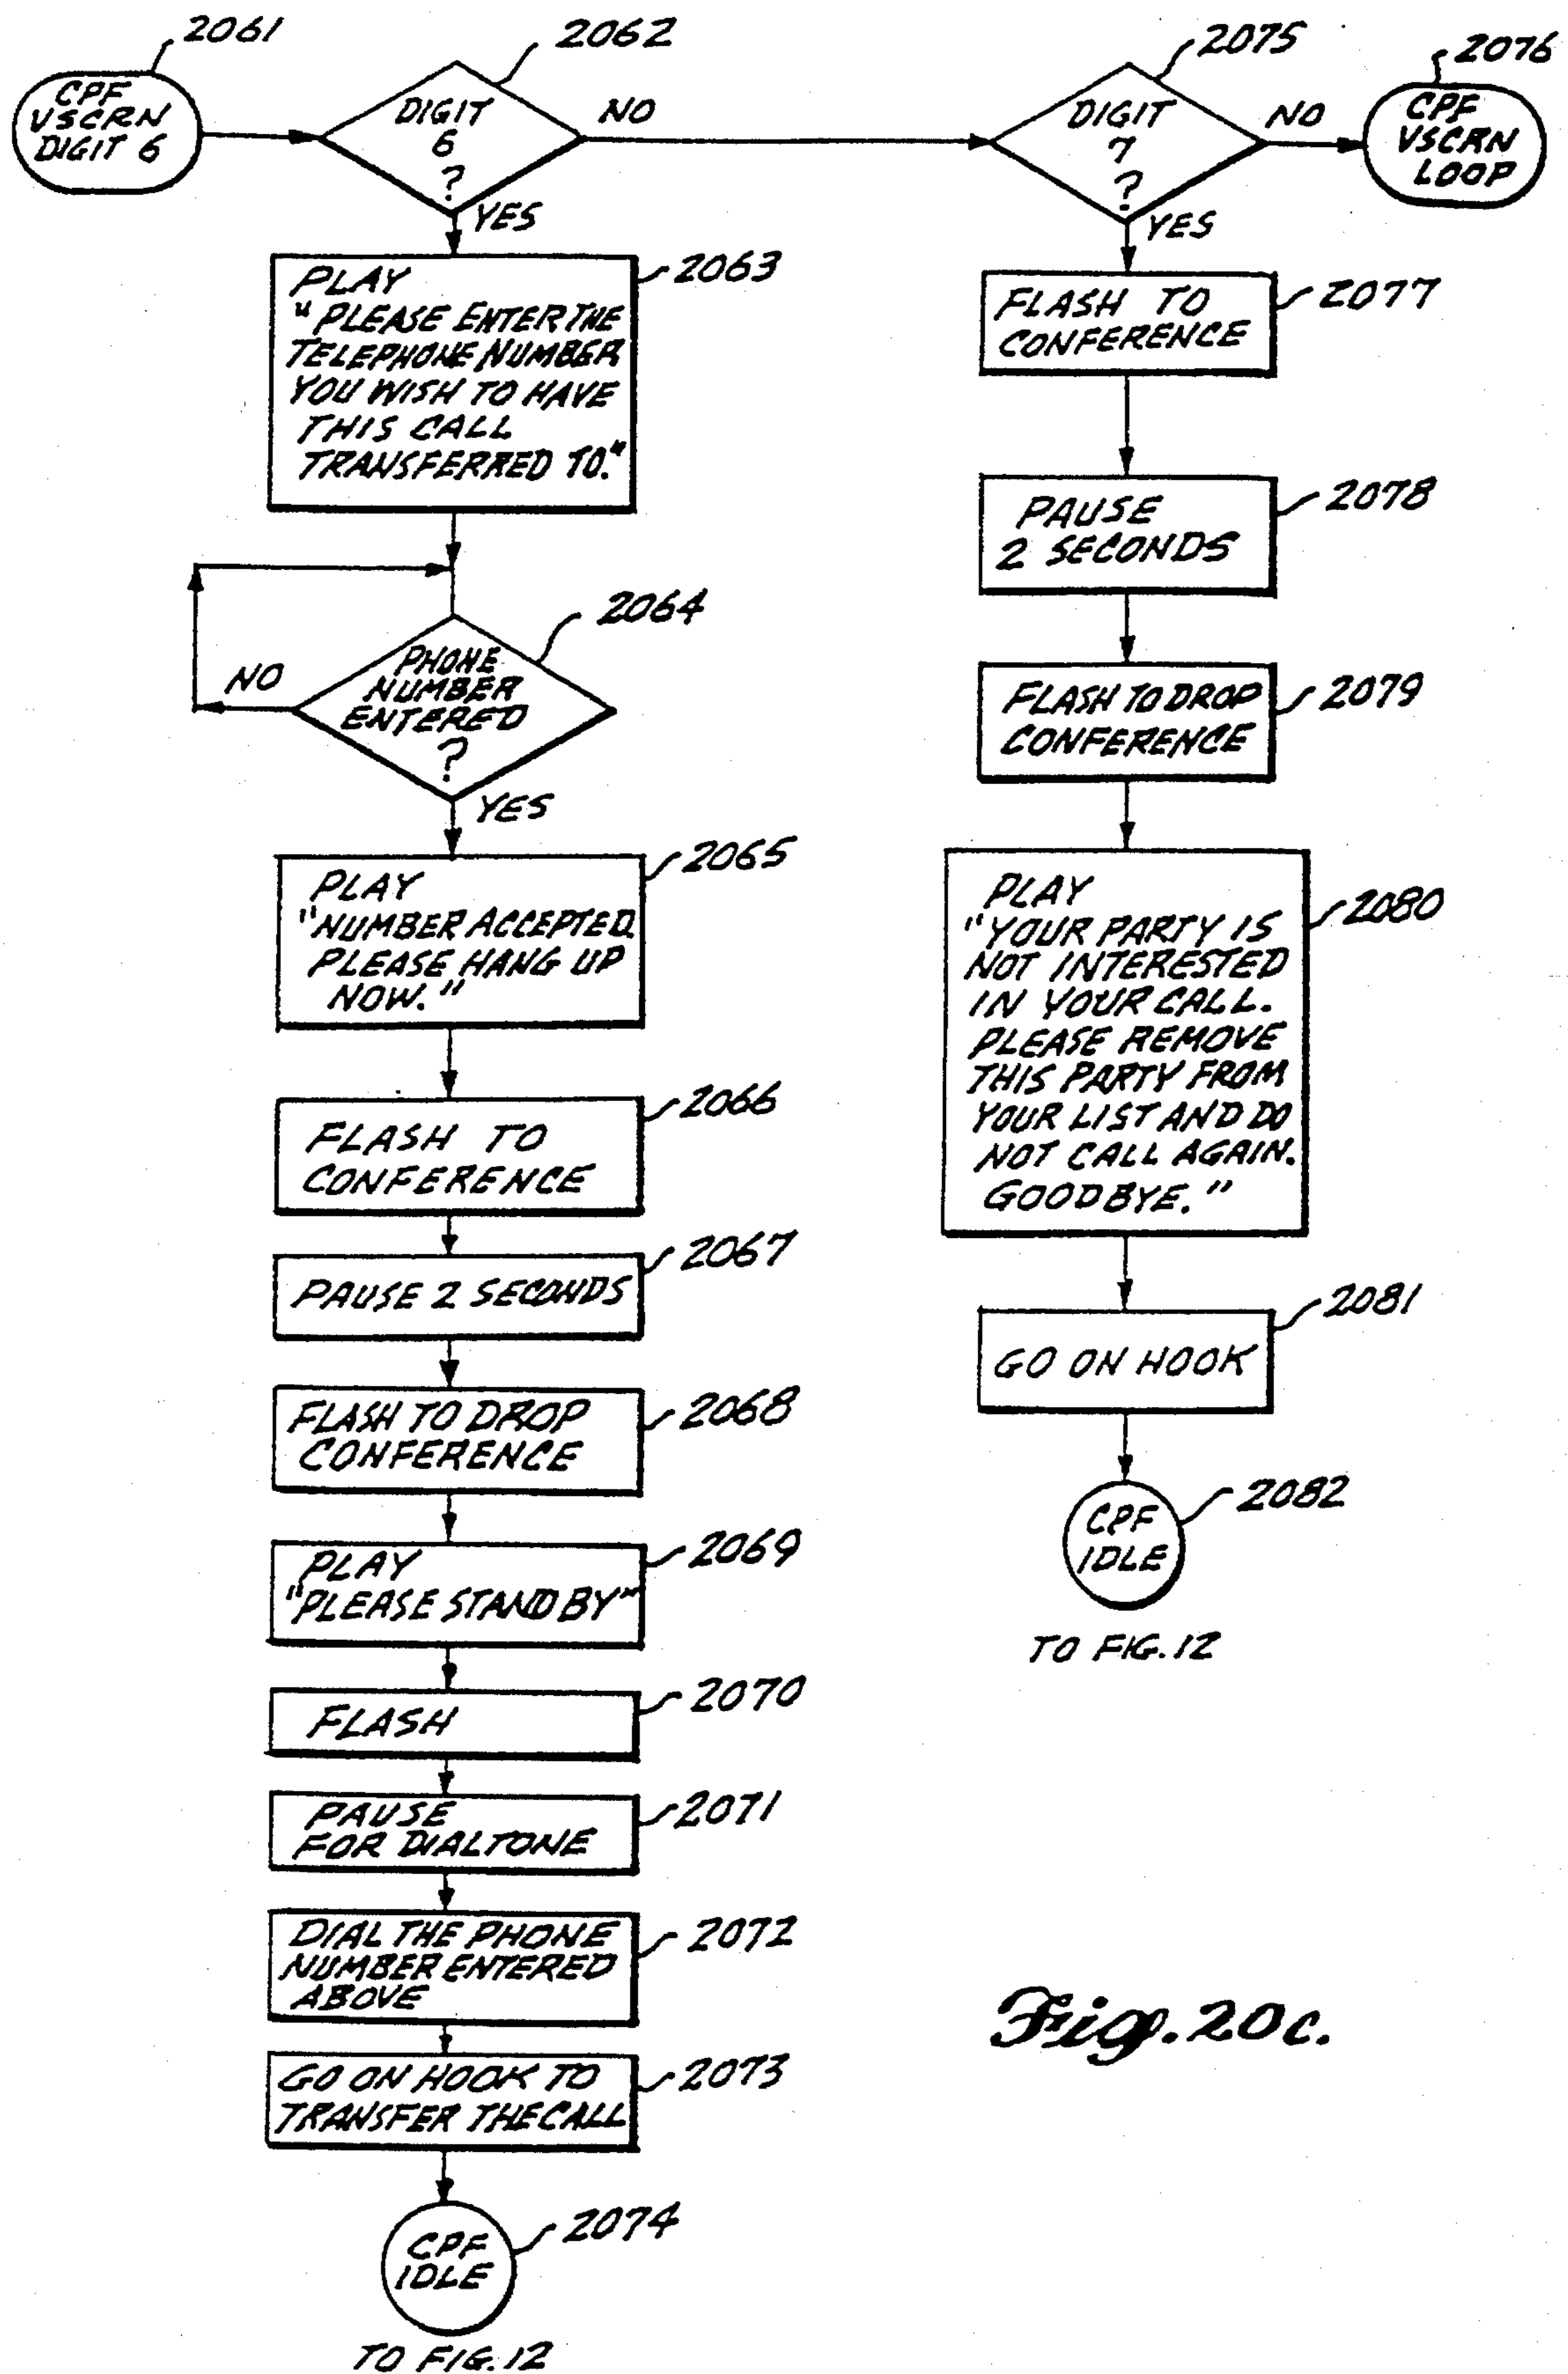 2061
CPF
VSCRN
DIGIT 6
2062
DIGIT
6
?
NO
YES
2075
DIGIT
7
?
NO
YES
2076
CPF
VSCRN
LOOP
2063
PLAY
"PLEASE ENTER THE
TELEPHONE NUMBER
YOU WISH TO HAVE
THIS CALL
TRANSFERRED TO."
2064
PHONE
NUMBER
ENTERED
?
NO
YES
2065
PLAY
"NUMBER ACCEPTED.
PLEASE HANG UP
NOW."
2066
FLASH TO
CONFERENCE
2067
PAUSE 2 SECONDS
2068
FLASH TO DROP
CONFERENCE
2069
PLAY
"PLEASE STAND BY"
2070
FLASH
2071
PAUSE
FOR DIALTONE
2072
DIAL THE PHONE
NUMBER ENTERED
ABOVE
2073
GO ON HOOK TO
TRANSFER THE CALL
2074
CPF
IDLE
TO FIG. 12
2077
FLASH TO
CONFERENCE
2078
PAUSE
2 SECONDS
2079
FLASH TO DROP
CONFERENCE
2080
PLAY
"YOUR PARTY IS
NOT INTERESTED
IN YOUR CALL.
PLEASE REMOVE
THIS PARTY FROM
YOUR LIST AND DO
NOT CALL AGAIN.
GOODBYE."
2081
GO ON HOOK
2082
CPF
IDLE
TO FIG. 12
Fig. 20c.